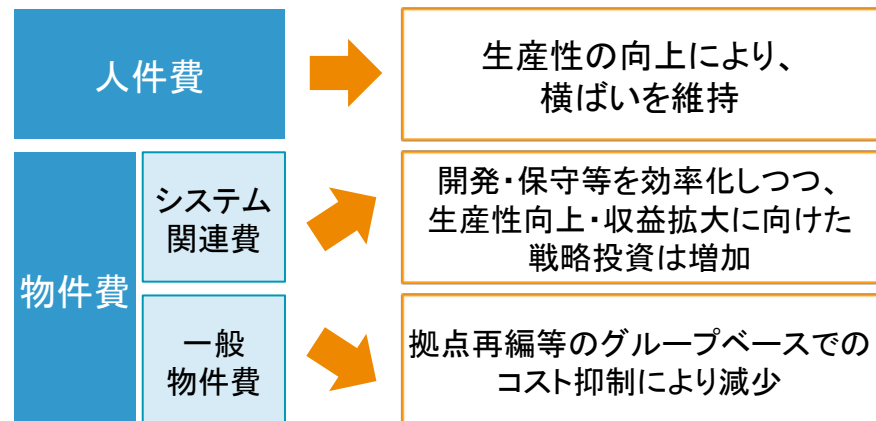 人件費
生産性の向上により、
横ばいを維持
物件費
システム
関連費
開発・保守等を効率化しつつ、
生産性向上・収益拡大に向けた
戦略投資は増加
一般
物件費
拠点再編等のグループベースでの
コスト抑制により減少